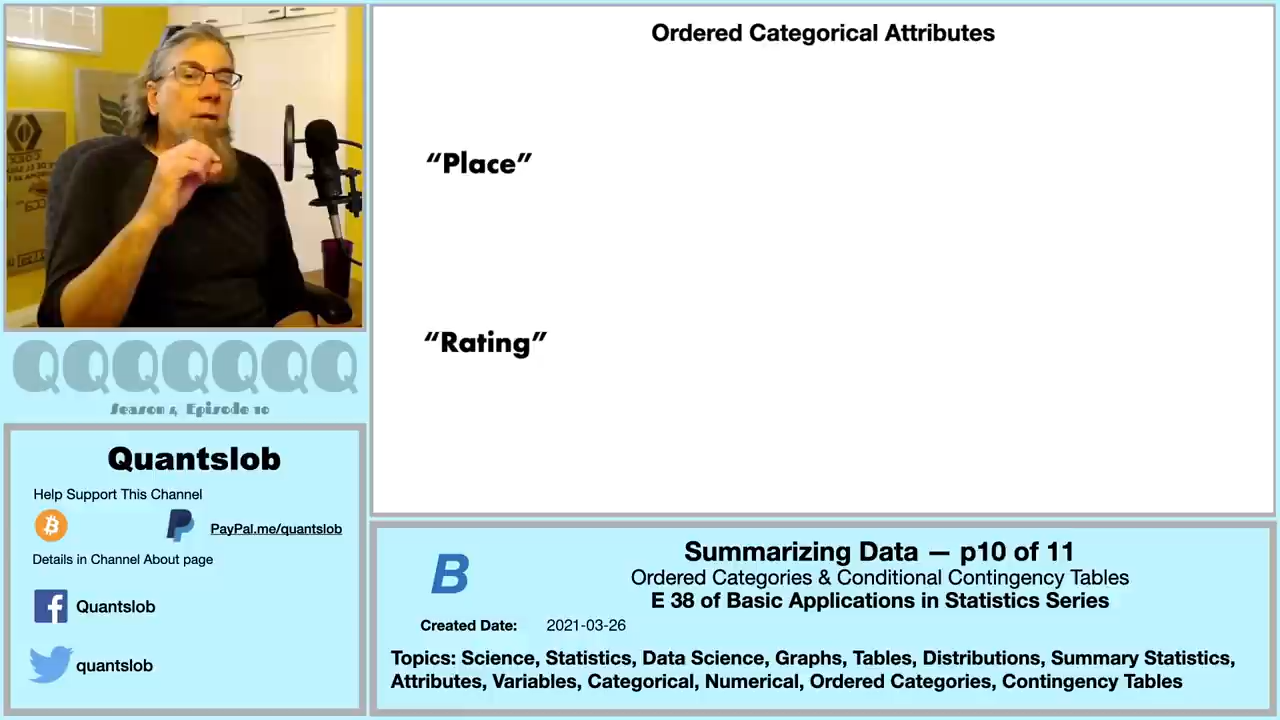 Ordered Categorical Attributes
“Place”
“Rating”
QQQQQQQ
Season 4, Episode 10
Quantslob
Help Support This Channel
PayPal.me/quantslob
Details in Channel About page
Quantslob
quantslob
B
Summarizing Data — p10 of 11
Ordered Categories & Conditional Contingency Tables
E 38 of Basic Applications in Statistics Series
Created Date: 2021-03-26
Topics: Science, Statistics, Data Science, Graphs, Tables, Distributions, Summary Statistics,
Attributes, Variables, Categorical, Numerical, Ordered Categories, Contingency Tables